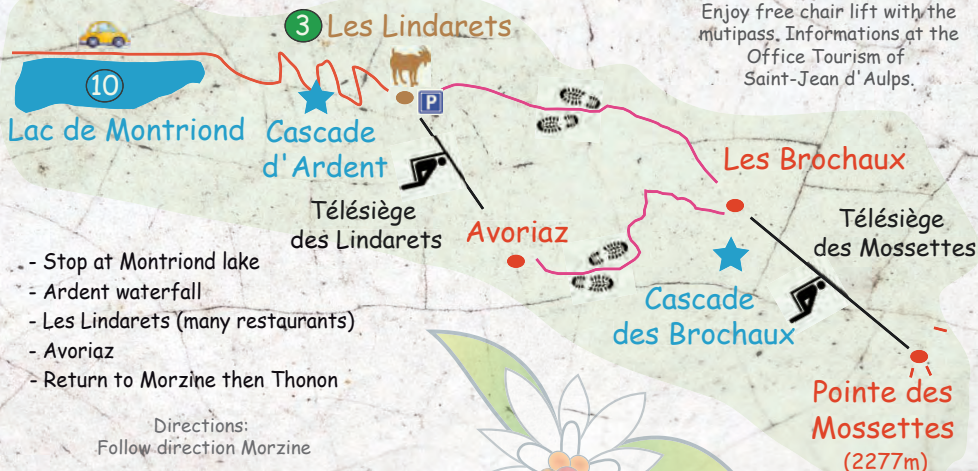 3 Les Lindarets
Enjoy free chair lift with the
mutipass. Informations at the
Office Tourism of
Saint-Jean d'Aulps.
10
P
Lac de Montriond
Cascade
d'Ardent
Les Brochaux
Télésiège
des Lindarets
Avoriaz
Télésiège
des Mossettes
- Stop at Montriond lake
- Ardent waterfall
- Les Lindarets (many restaurants)
- Avoriaz
- Return to Morzine then Thonon
Cascade
des Brochaux
Pointe des
Mossettes
(2277m)
Directions:
Follow direction Morzine